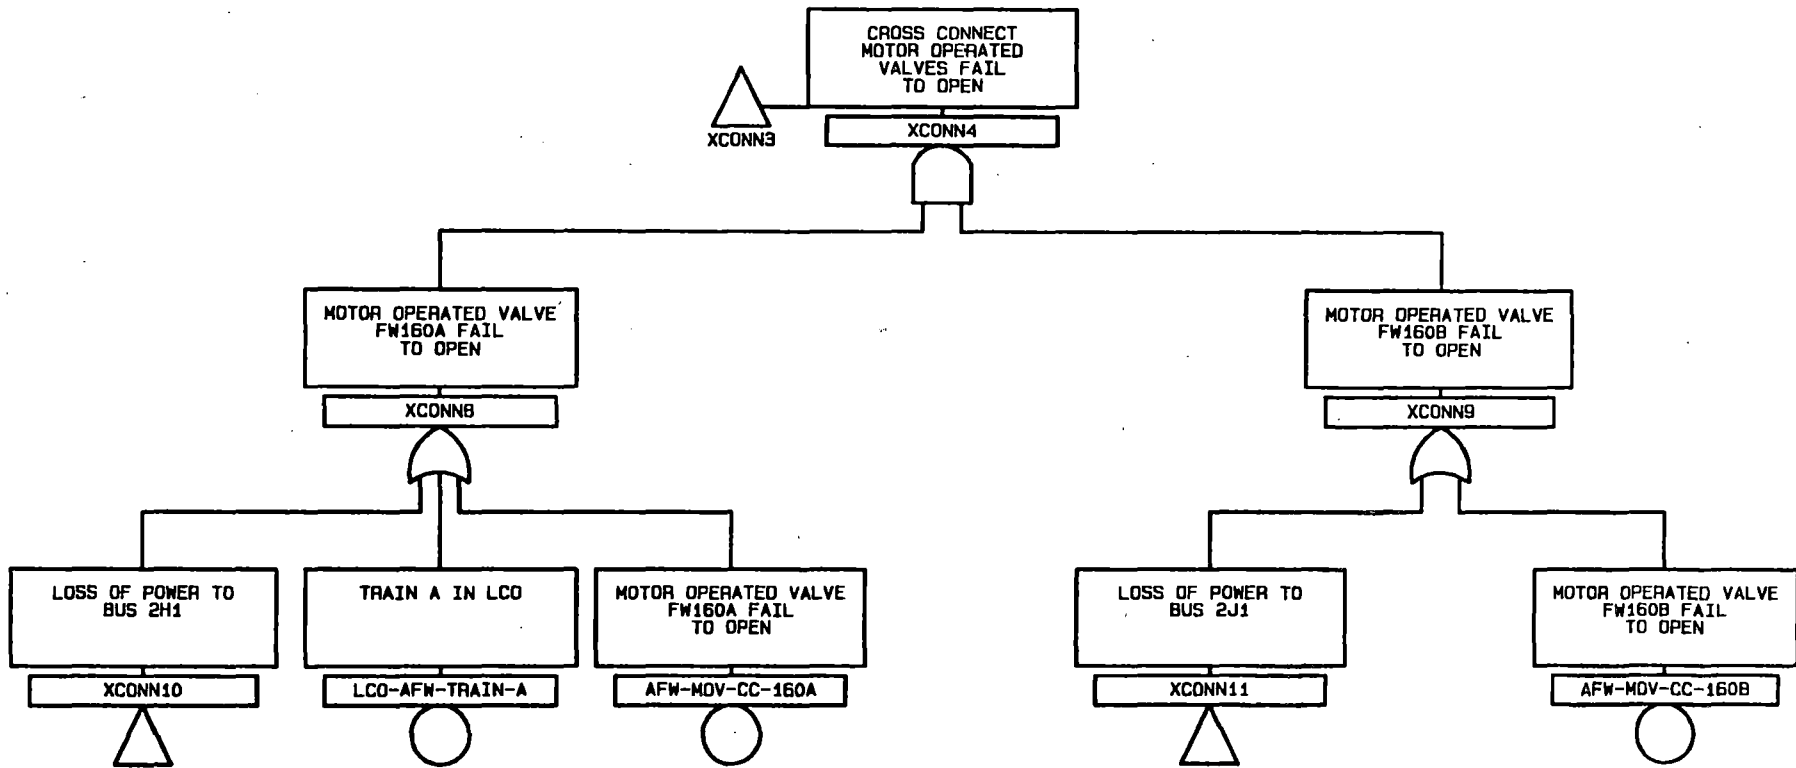 CROSS CONNECT
MOTOR OPERATED
VALVES FAIL
TO OPEN
XCONN3
XCONN4
MOTOR OPERATED VALVE
FW160A FAIL
TO OPEN
XCONN8
MOTOR OPERATED VALVE
FW160B FAIL
TO OPEN
XCONN9
LOSS OF POWER TO
BUS 2H1
XCONN10
TRAIN A IN LCO
LCO-AFW-TRAIN-A
MOTOR OPERATED VALVE
FW160A FAIL
TO OPEN
AFW-MOV-CC-160A
LOSS OF POWER TO
BUS 2J1
XCONN11
MOTOR OPERATED VALVE
FW160B FAIL
TO OPEN
AFW-MOV-CC-160B